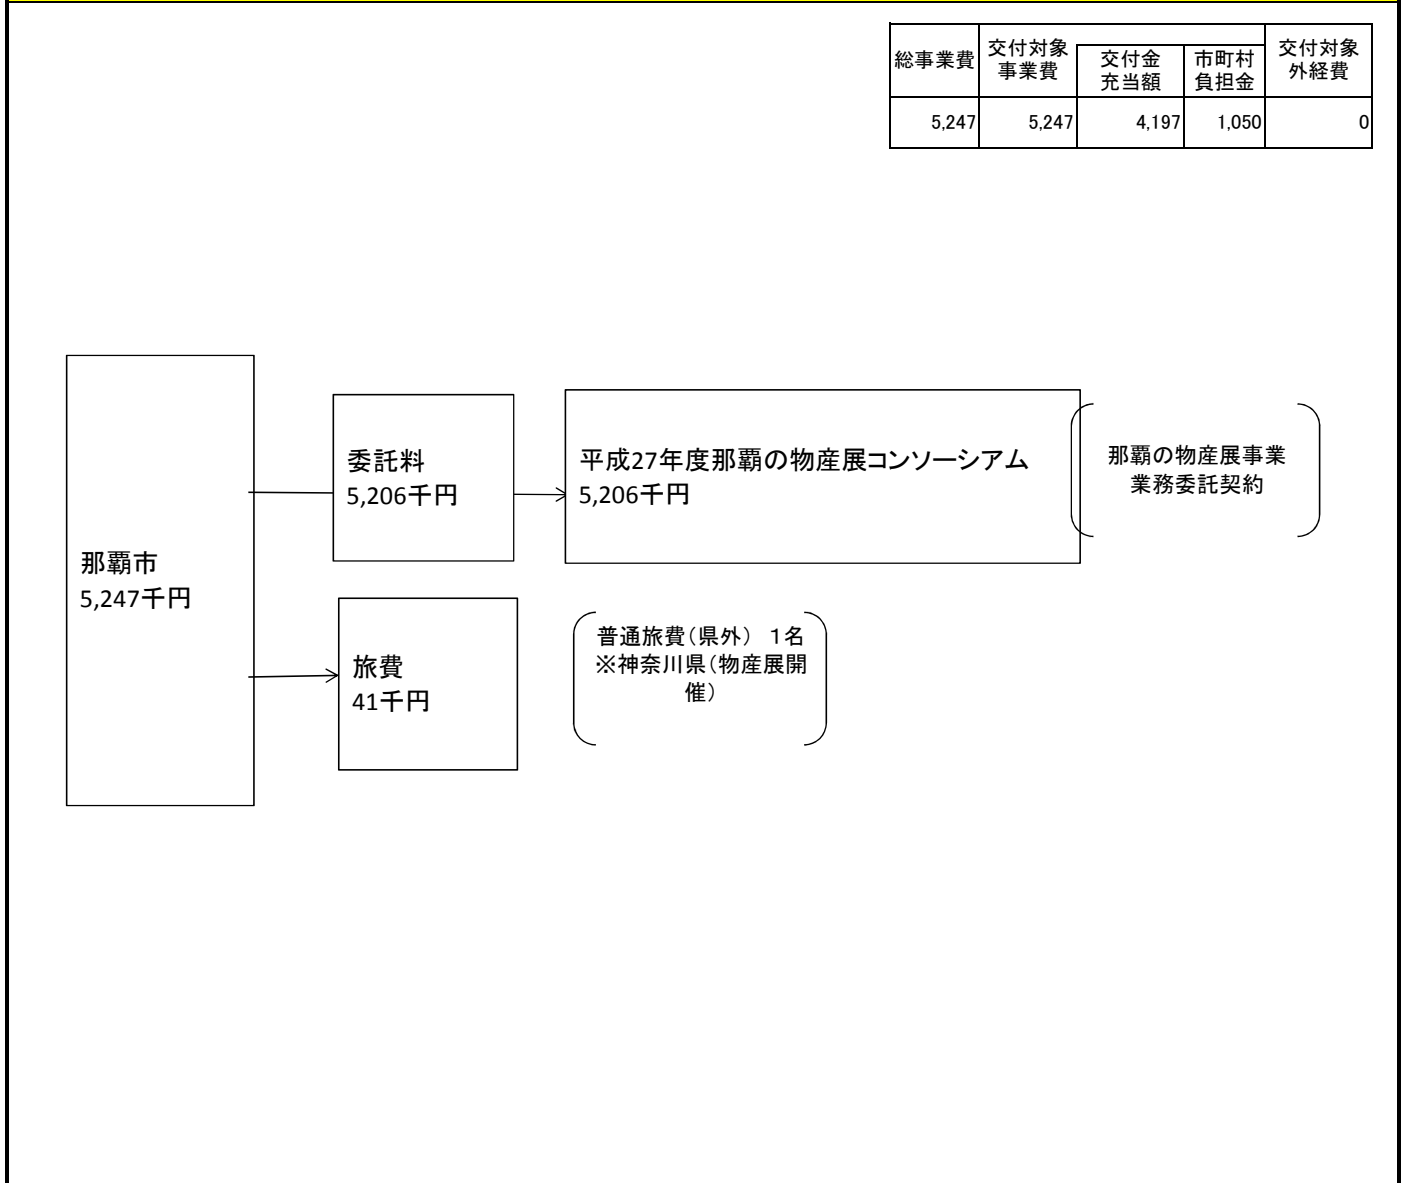 総事業費
交付対象
事業費
交付金
充当額
市町村
負担金
交付対象
外経費
5,247
5,247
4,197
1,050
0
那覇市
5,247千円
委託料
5,206千円
平成27年度那覇の物産展コンソーシアム
5,206千円
那覇の物産展事業
業務委託契約
旅費
41千円
普通旅費(県外) 1名
※神奈川県(物産展開
催)